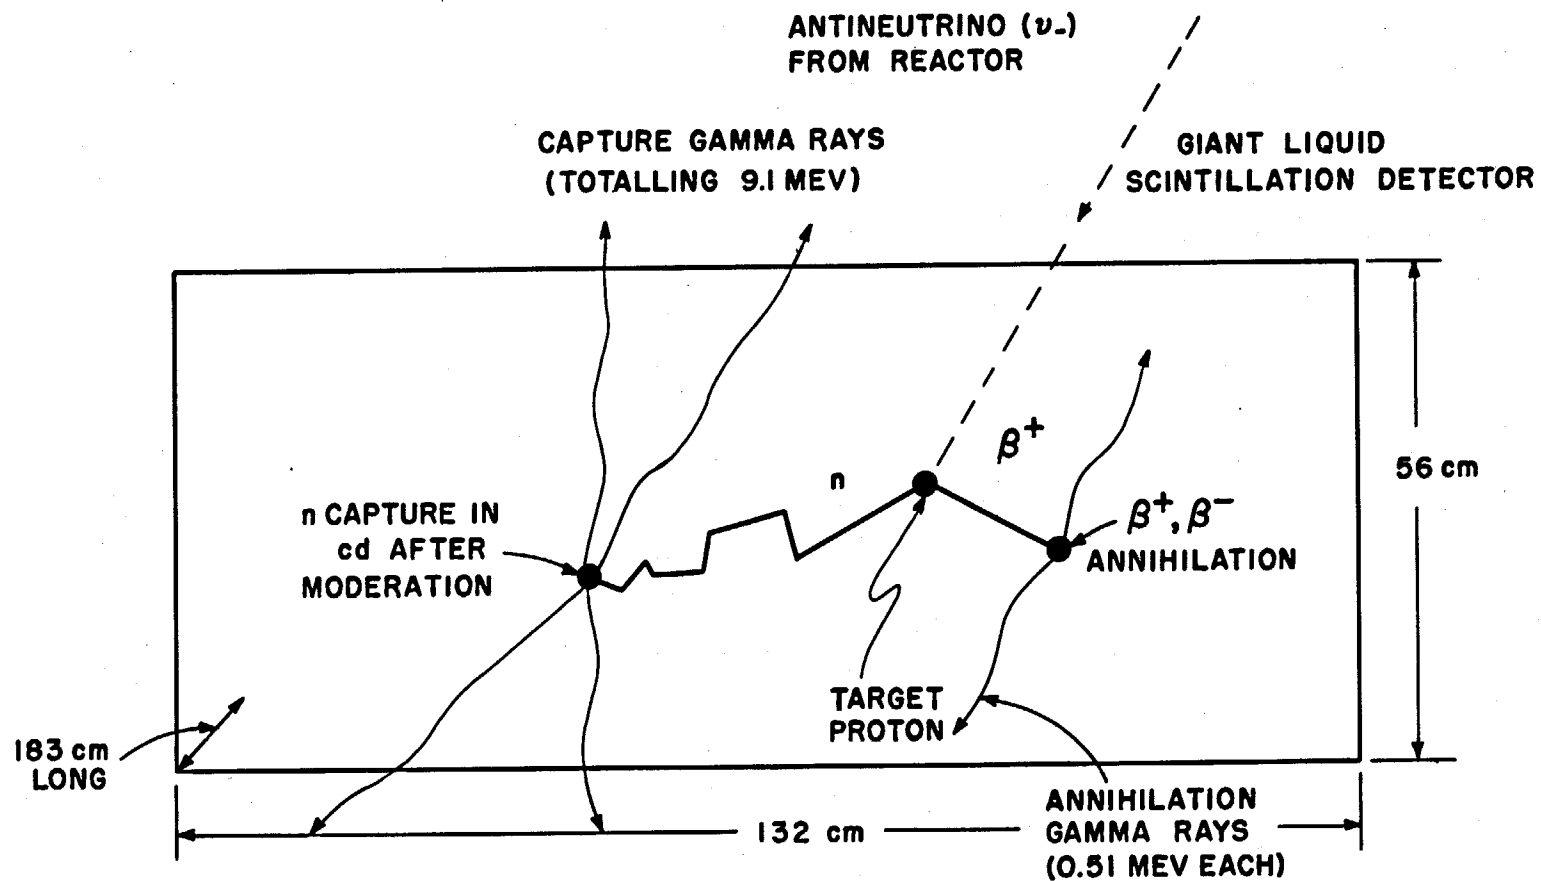 ANTINEUTRINO (ν-)
FROM REACTOR
CAPTURE GAMMA RAYS
(TOTALLING 9.1 MEV)
GIANT LIQUID
SCINTILLATION DETECTOR
β+
n
56 cm
n CAPTURE IN
cd AFTER
MODERATION
β+, β-
ANNIHILATION
TARGET
PROTON
183 cm
LONG
132 cm
ANNIHILATION
GAMMA RAYS
(0.51 MEV EACH)